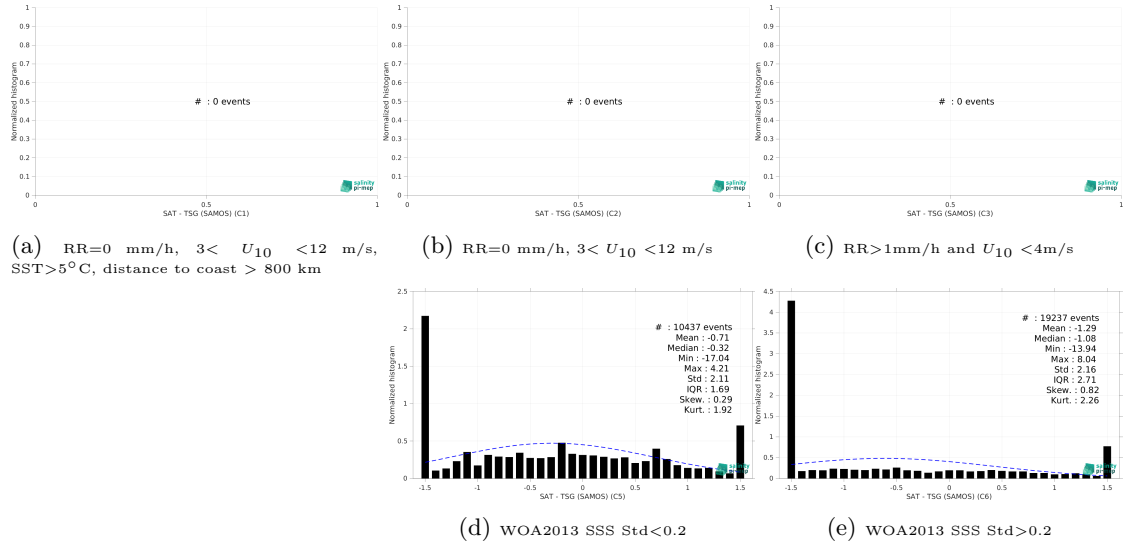 1
0.9
0.8
0.7
0.6
0.5
0.4
0.3
0.2
0.1
0
Normalized histogram
# : 0 events
salinity
pi-mep
0 0.5 1
SAT - TSG (SAMOS) (C1)
1
0.9
0.8
0.7
0.6
0.5
0.4
0.3
0.2
0.1
0
Normalized histogram
# : 0 events
salinity
pi-mep
0 0.5 1
SAT - TSG (SAMOS) (C2)
1
0.9
0.8
0.7
0.6
0.5
0.4
0.3
0.2
0.1
0
Normalized histogram
# : 0 events
salinity
pi-mep
0 0.5 1
SAT - TSG (SAMOS) (C3)
(a) RR=0 mm/h, 3< U10 <12 m/s,
SST>5°C, distance to coast > 800 km
(b) RR=0 mm/h, 3< U10 <12 m/s
(c) RR>1mm/h and U10 <4m/s
2.5
2
1.5
1
0.5
0
Normalized histogram
# : 10437 events
Mean : -0.71
Median : -0.32
Min : -17.04
Max : 4.21
Std : 2.11
IQR : 1.69
Skew. : 0.29
Kurt. : 1.92
salinity
pi-mep
-1.5 -1 -0.5 0 0.5 1 1.5
SAT - TSG (SAMOS) (C5)
4.5
4
3.5
3
2.5
2
1.5
1
0.5
0
Normalized histogram
# : 19237 events
Mean : -1.29
Median : -1.08
Min : -13.94
Max : 8.04
Std : 2.16
IQR : 2.71
Skew. : 0.82
Kurt. : 2.26
salinity
pi-mep
-1.5 -1 -0.5 0 0.5 1 1.5
SAT - TSG (SAMOS) (C6)
(d) WOA2013 SSS Std<0.2
(e) WOA2013 SSS Std>0.2